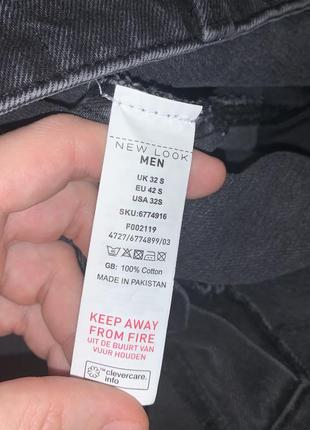 NEW LOOK
MEN
UK 32 S
EU 42 S
USA 32S
SKU:6774916
F002119
4727/6774899/03
GB: 100% Cotton
MADE IN PAKISTAN
KEEP AWAY
FROM FIRE
UIT DE BUURT VAN
VUUR HOUDEN
™clevercare.
info